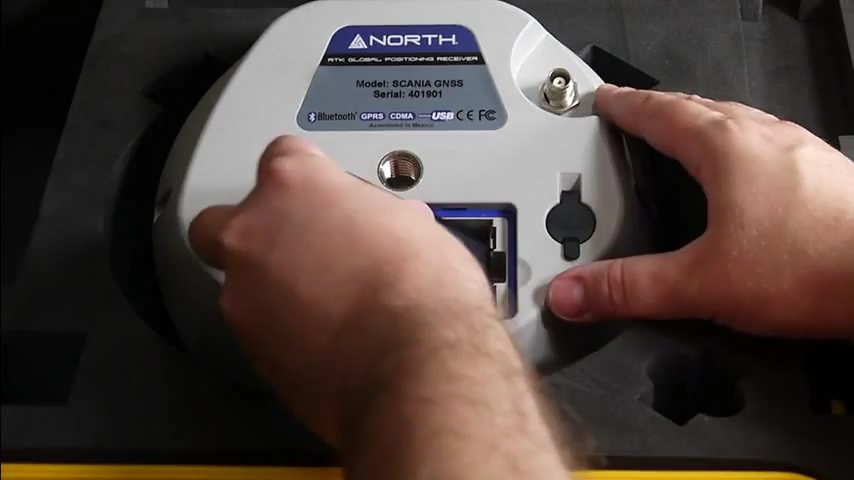 NORTH.
RTK GLOBAL POSITIONING RECEIVER
Model: SCANIA GNSS
Serial: 401901
Bluetooth GPRS CDMA USB CE FC
Assembled in Mexico